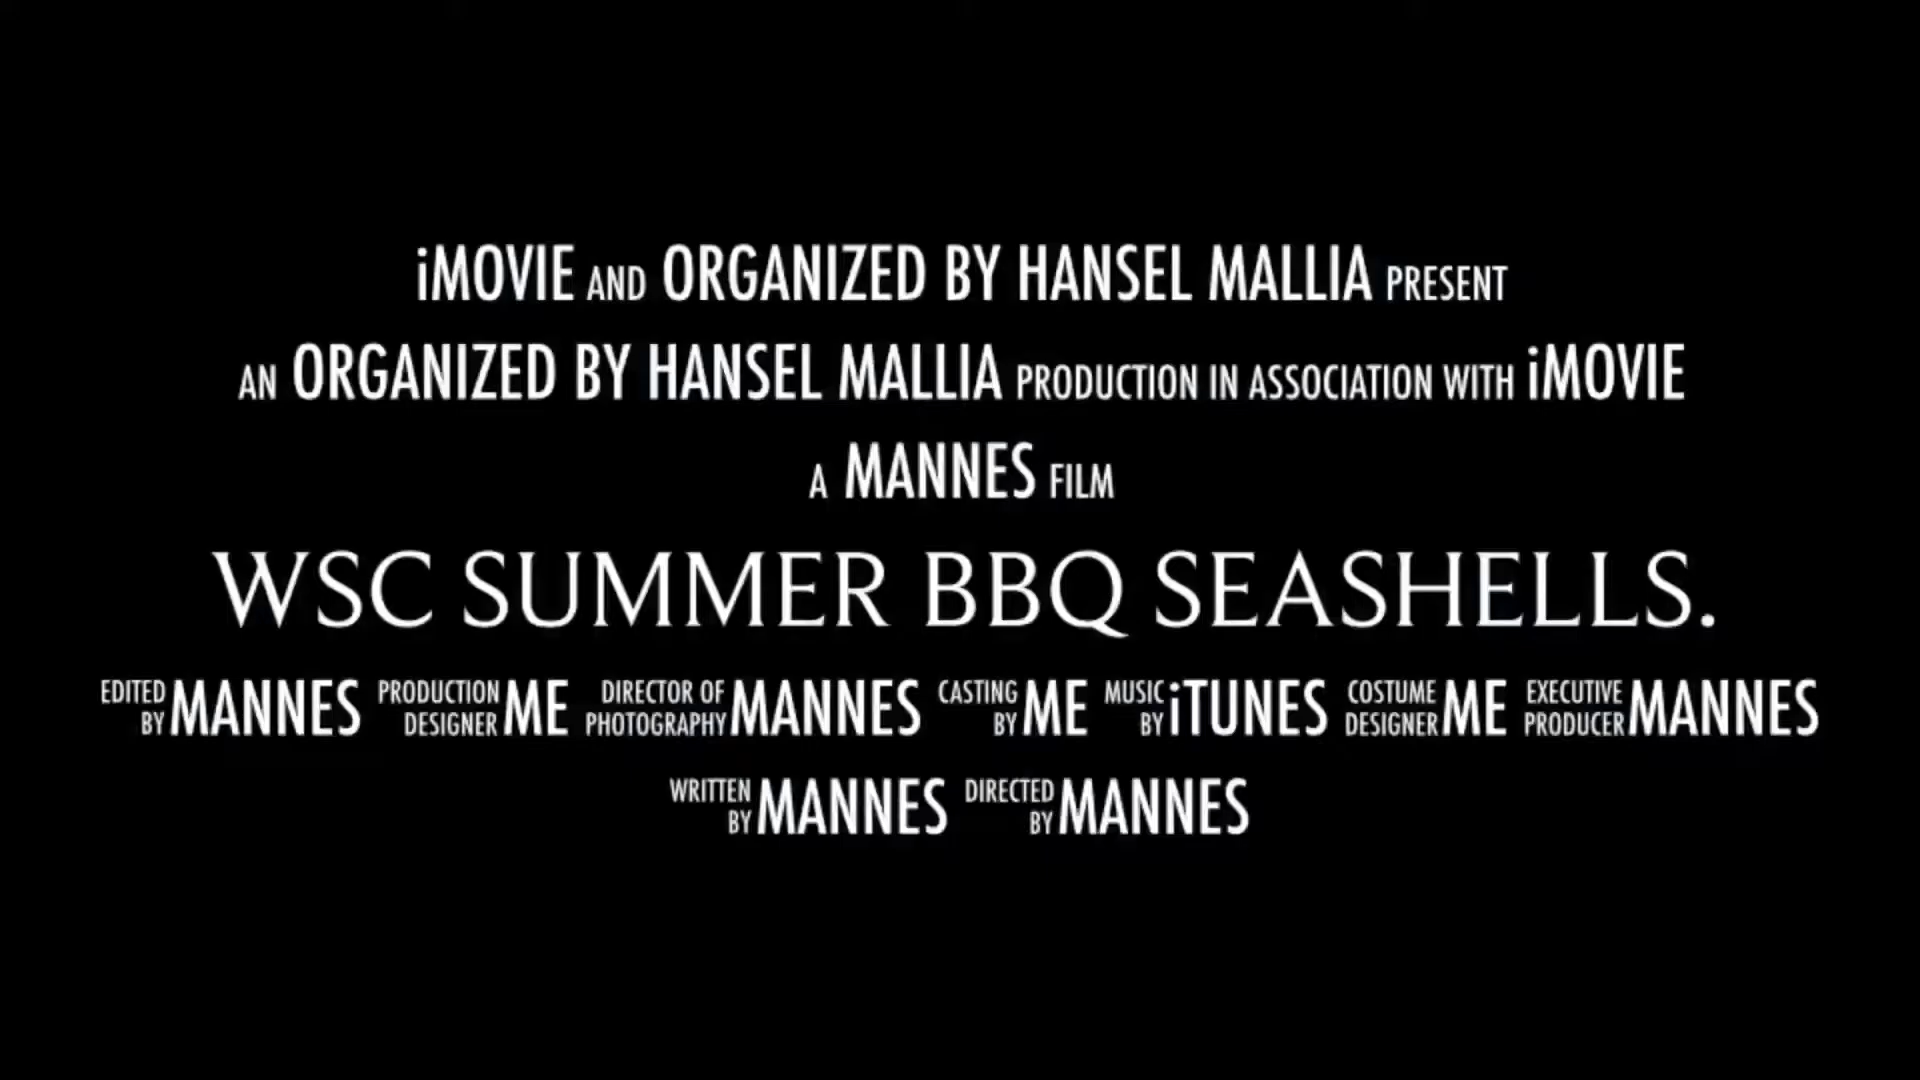 iMOVIE AND ORGANIZED BY HANSEL MALLIA PRESENT
AN ORGANIZED BY HANSEL MALLIA PRODUCTION IN ASSOCIATION WITH iMOVIE
A MANNES FILM
WSC SUMMER BBQ SEASHELLS.
EDITED BY MANNES PRODUCTION DESIGNER ME DIRECTOR OF PHOTOGRAPHY MANNES CASTING BY ME MUSIC BY iTUNES COSTUME DESIGNER ME EXECUTIVE PRODUCER MANNES
WRITTEN BY MANNES DIRECTED BY MANNES